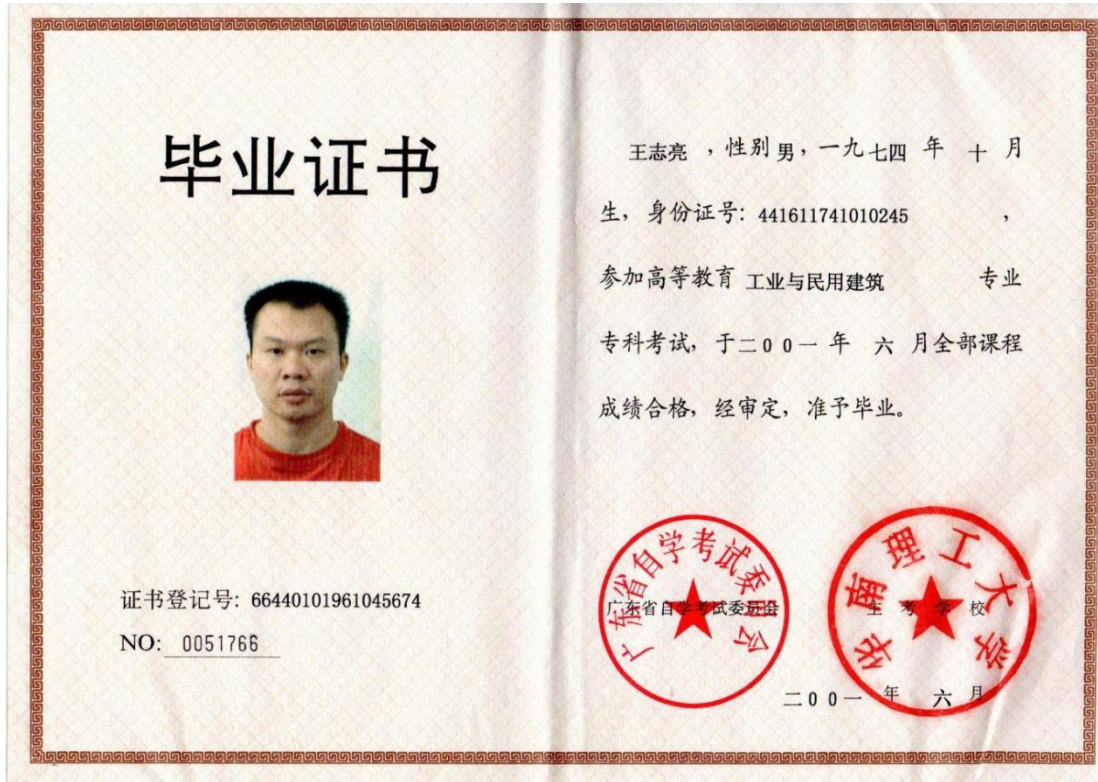 毕业证书
证书登记号: 66440101961045674
NO: 0051766
王志亮 ，性别男，一九七四 年 十 月
生，身份证号: 441611741010245 ，
参加高等教育 工业与民用建筑 专业
专科考试，于二00一 年 六 月全部课程
成绩合格，经审定，准予毕业。
广东省自学考试委员会
广东省自学考试委员会
华南理工大学
主考学校
二00一 年 六 月